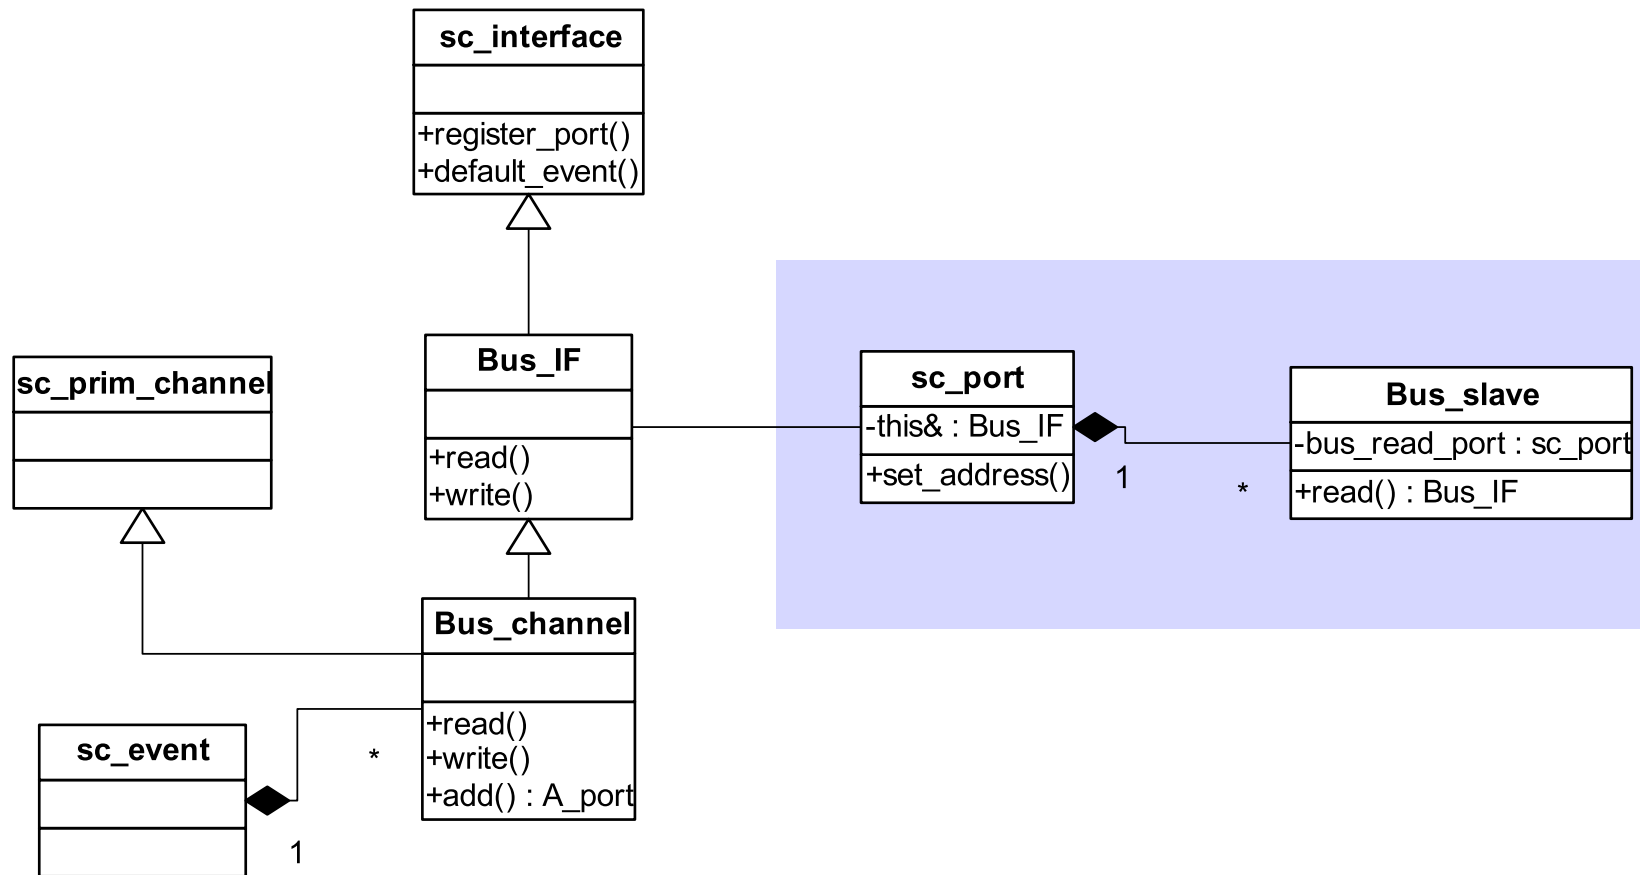 sc_interface
+register_port()
+default_event()
Bus_IF
+read()
+write()
sc_prim_channel
sc_port
-this& : Bus_IF
+set_address()
1
*
Bus_slave
-bus_read_port : sc_port
+read() : Bus_IF
Bus_channel
+read()
+write()
+add() : A_port
sc_event
*
1